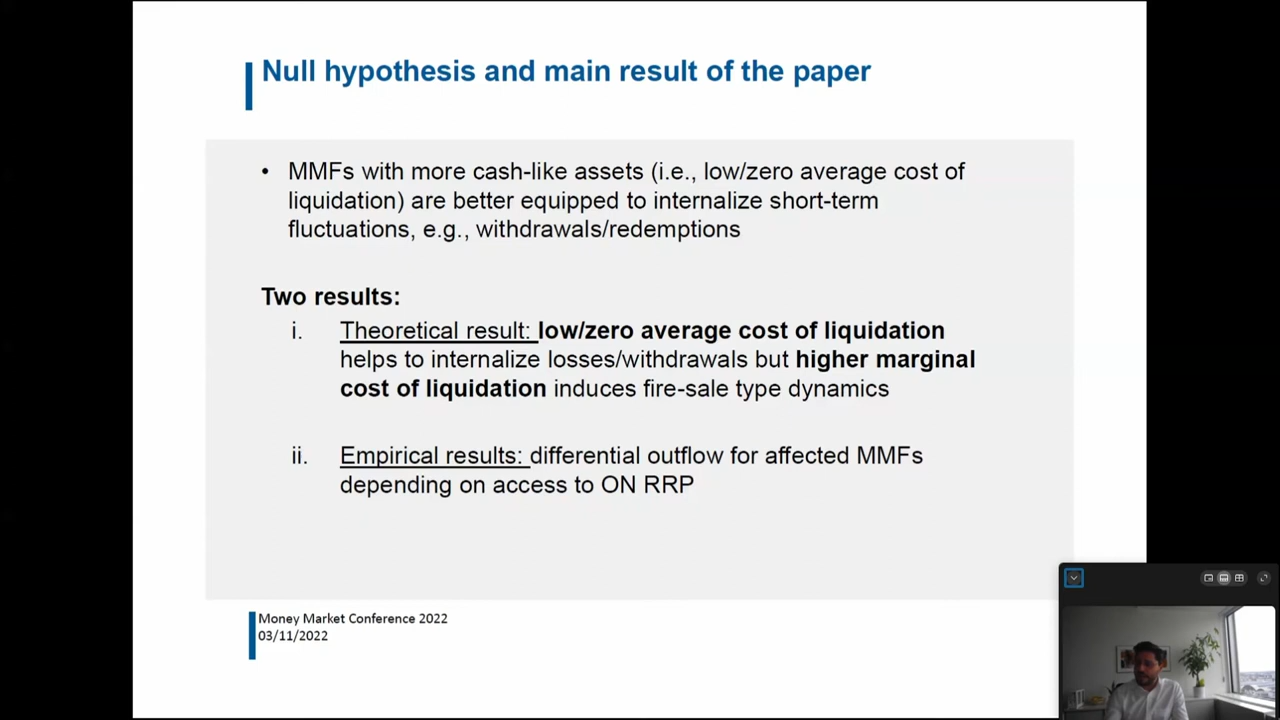 Null hypothesis and main result of the paper
• MMFs with more cash-like assets (i.e., low/zero average cost of
liquidation) are better equipped to internalize short-term
fluctuations, e.g., withdrawals/redemptions
Two results:
i. Theoretical result: low/zero average cost of liquidation
helps to internalize losses/withdrawals but higher marginal
cost of liquidation induces fire-sale type dynamics
ii. Empirical results: differential outflow for affected MMFs
depending on access to ON RRP
Money Market Conference 2022
03/11/2022